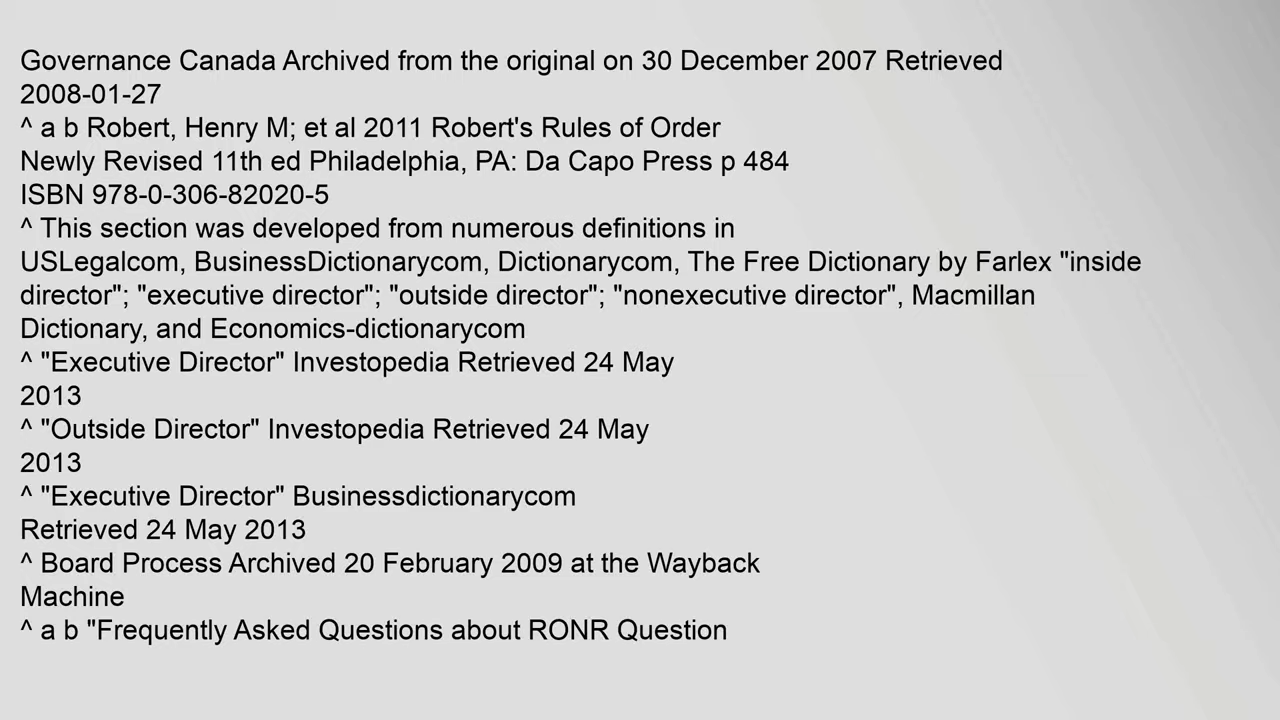 Governance Canada Archived from the original on 30 December 2007 Retrieved
2008-01-27
^ a b Robert, Henry M; et al 2011 Robert's Rules of Order
Newly Revised 11th ed Philadelphia, PA: Da Capo Press p 484
ISBN 978-0-306-82020-5
^ This section was developed from numerous definitions in
USLegalcom, BusinessDictionarycom, Dictionarycom, The Free Dictionary by Farlex "inside
director"; "executive director"; "outside director"; "nonexecutive director", Macmillan
Dictionary, and Economics-dictionarycom
^ "Executive Director" Investopedia Retrieved 24 May
2013
^ "Outside Director" Investopedia Retrieved 24 May
2013
^ "Executive Director" Businessdictionarycom
Retrieved 24 May 2013
^ Board Process Archived 20 February 2009 at the Wayback
Machine
^ a b "Frequently Asked Questions about RONR Question